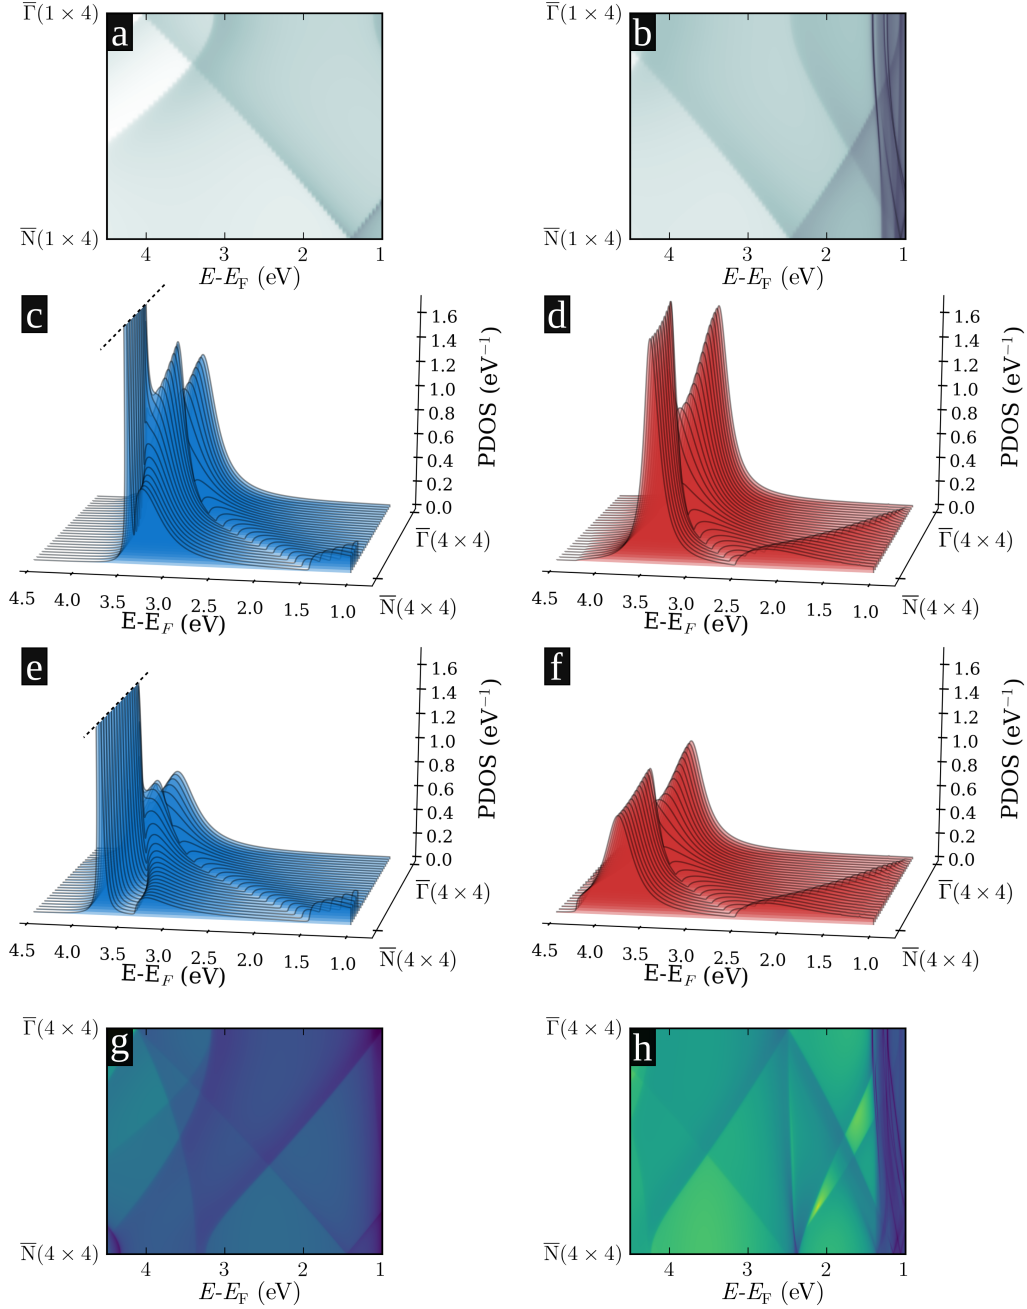 Γ̅(1 × 4)
a
N̅(1 × 4)
4 3 2 1
E-E_F (eV)
Γ̅(1 × 4)
b
N̅(1 × 4)
4 3 2 1
E-E_F (eV)
c
1.6
1.4
1.2
1.0
0.8
0.6
0.4
0.2
0.0
PDOS (eV⁻¹)
Γ̅(4 × 4)
N̅(4 × 4)
4.5 4.0 3.5 3.0 2.5 2.0 1.5 1.0
E-E_F (eV)
d
1.6
1.4
1.2
1.0
0.8
0.6
0.4
0.2
0.0
PDOS (eV⁻¹)
Γ̅(4 × 4)
N̅(4 × 4)
4.5 4.0 3.5 3.0 2.5 2.0 1.5 1.0
E-E_F (eV)
e
1.6
1.4
1.2
1.0
0.8
0.6
0.4
0.2
0.0
PDOS (eV⁻¹)
Γ̅(4 × 4)
N̅(4 × 4)
4.5 4.0 3.5 3.0 2.5 2.0 1.5 1.0
E-E_F (eV)
f
1.6
1.4
1.2
1.0
0.8
0.6
0.4
0.2
0.0
PDOS (eV⁻¹)
Γ̅(4 × 4)
N̅(4 × 4)
4.5 4.0 3.5 3.0 2.5 2.0 1.5 1.0
E-E_F (eV)
Γ̅(4 × 4)
g
N̅(4 × 4)
4 3 2 1
E-E_F (eV)
Γ̅(4 × 4)
h
N̅(4 × 4)
4 3 2 1
E-E_F (eV)